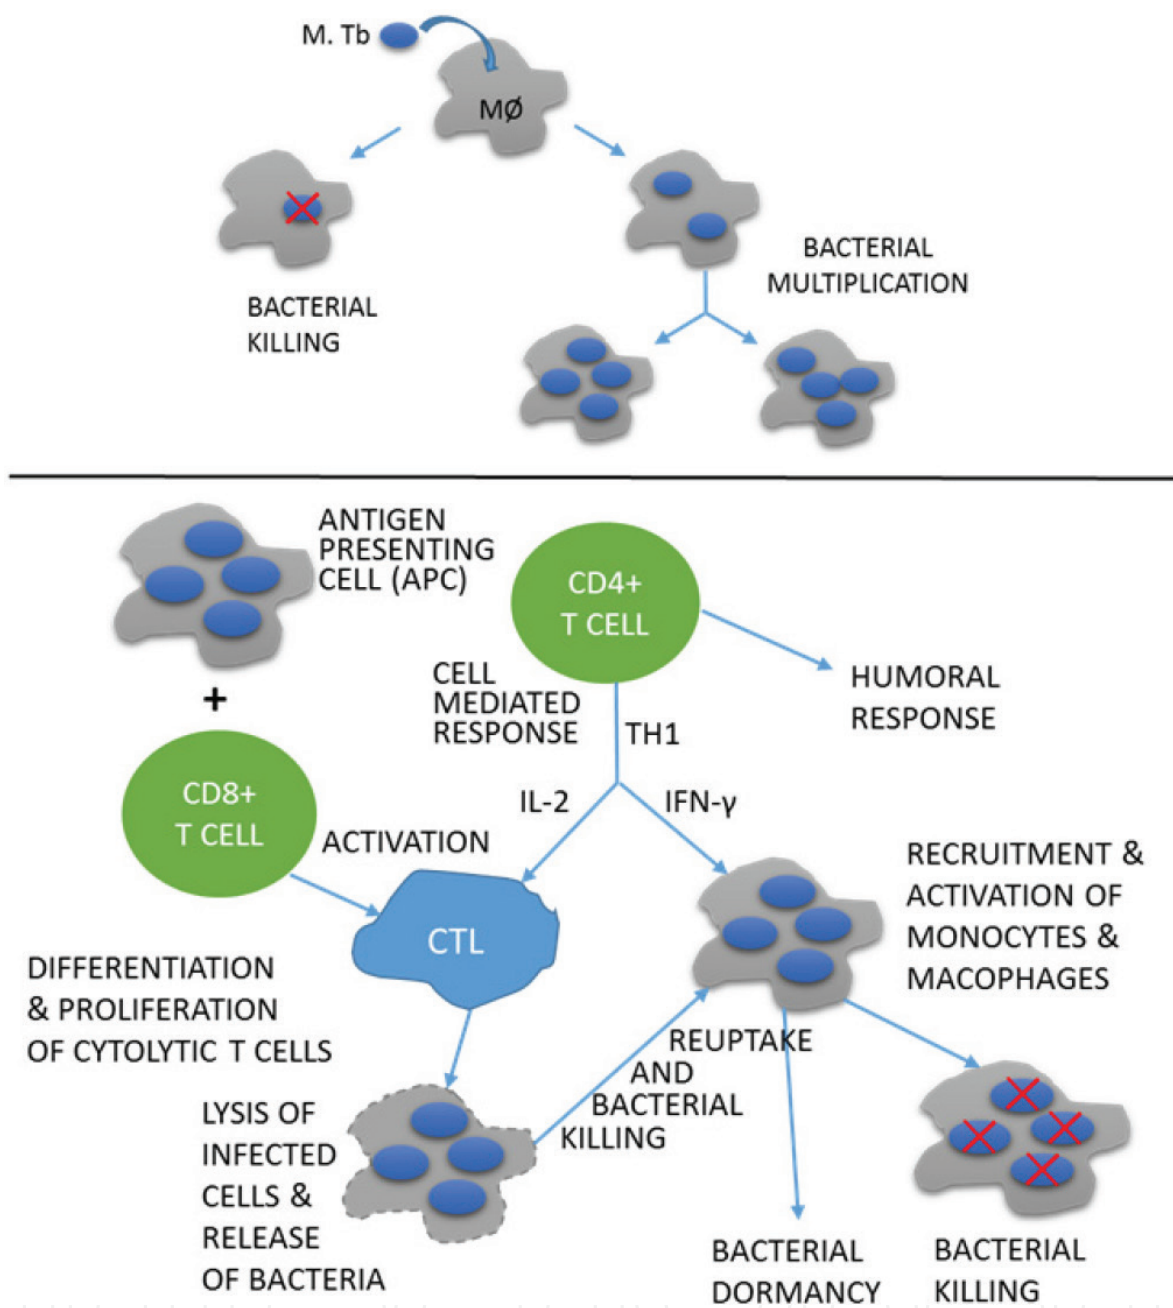 M. Tb
MØ
BACTERIAL
KILLING
BACTERIAL
MULTIPLICATION
ANTIGEN
PRESENTING
CELL (APC)
+
CD8+
T CELL
CD4+
T CELL
CELL
MEDIATED
RESPONSE
TH1
HUMORAL
RESPONSE
IL-2
IFN-γ
ACTIVATION
CTL
RECRUITMENT &
ACTIVATION OF
MONOCYTES &
MACOPHAGES
DIFFERENTIATION
& PROLIFERATION
OF CYTOLYTIC T CELLS
REUPTAKE
AND
BACTERIAL
KILLING
LYSIS OF
INFECTED
CELLS &
RELEASE
OF BACTERIA
BACTERIAL
DORMANCY
BACTERIAL
KILLING